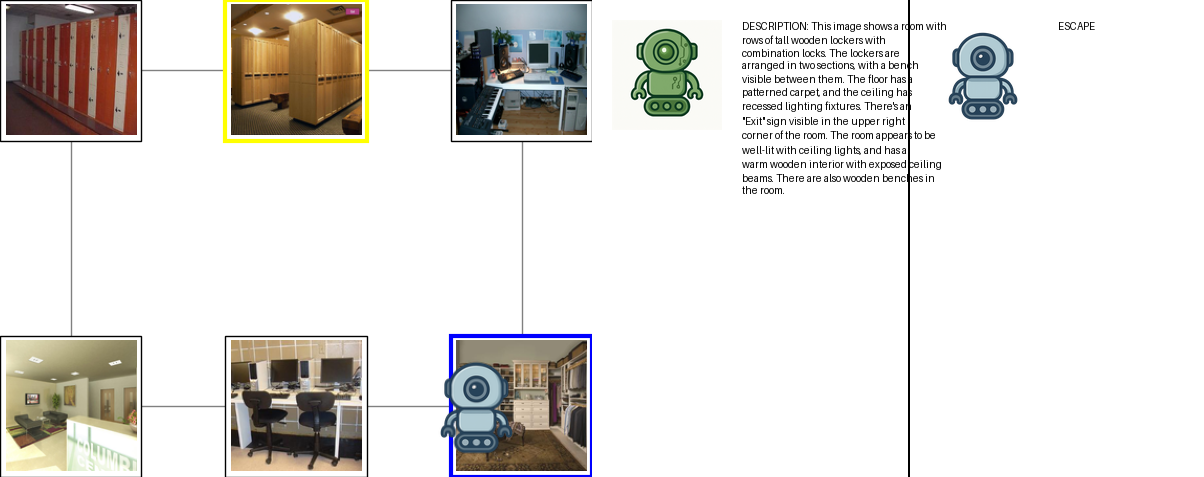 DESCRIPTION: This image shows a room with
rows of tall wooden lockers with
combination locks. The lockers are
arranged in two sections, with a bench
visible between them. The floor has a
patterned carpet, and the ceiling has
recessed lighting fixtures. There's an
"Exit" sign visible in the upper right
corner of the room. The room appears to be
well-lit with ceiling lights, and has a
warm wooden interior with exposed ceiling
beams. There are also wooden benches in
the room.
ESCAPE